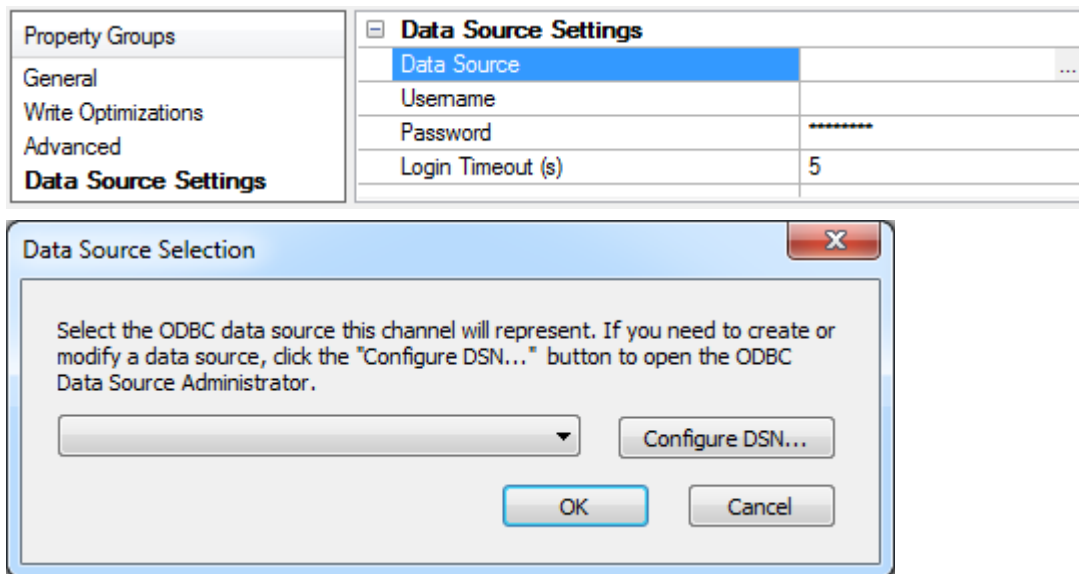 Property Groups
General
Write Optimizations
Advanced
Data Source Settings
Data Source Settings
Data Source ...
Username
Password ********
Login Timeout (s) 5
Data Source Selection
Select the ODBC data source this channel will represent. If you need to create or
modify a data source, click the "Configure DSN..." button to open the ODBC
Data Source Administrator.
Configure DSN...
OK Cancel